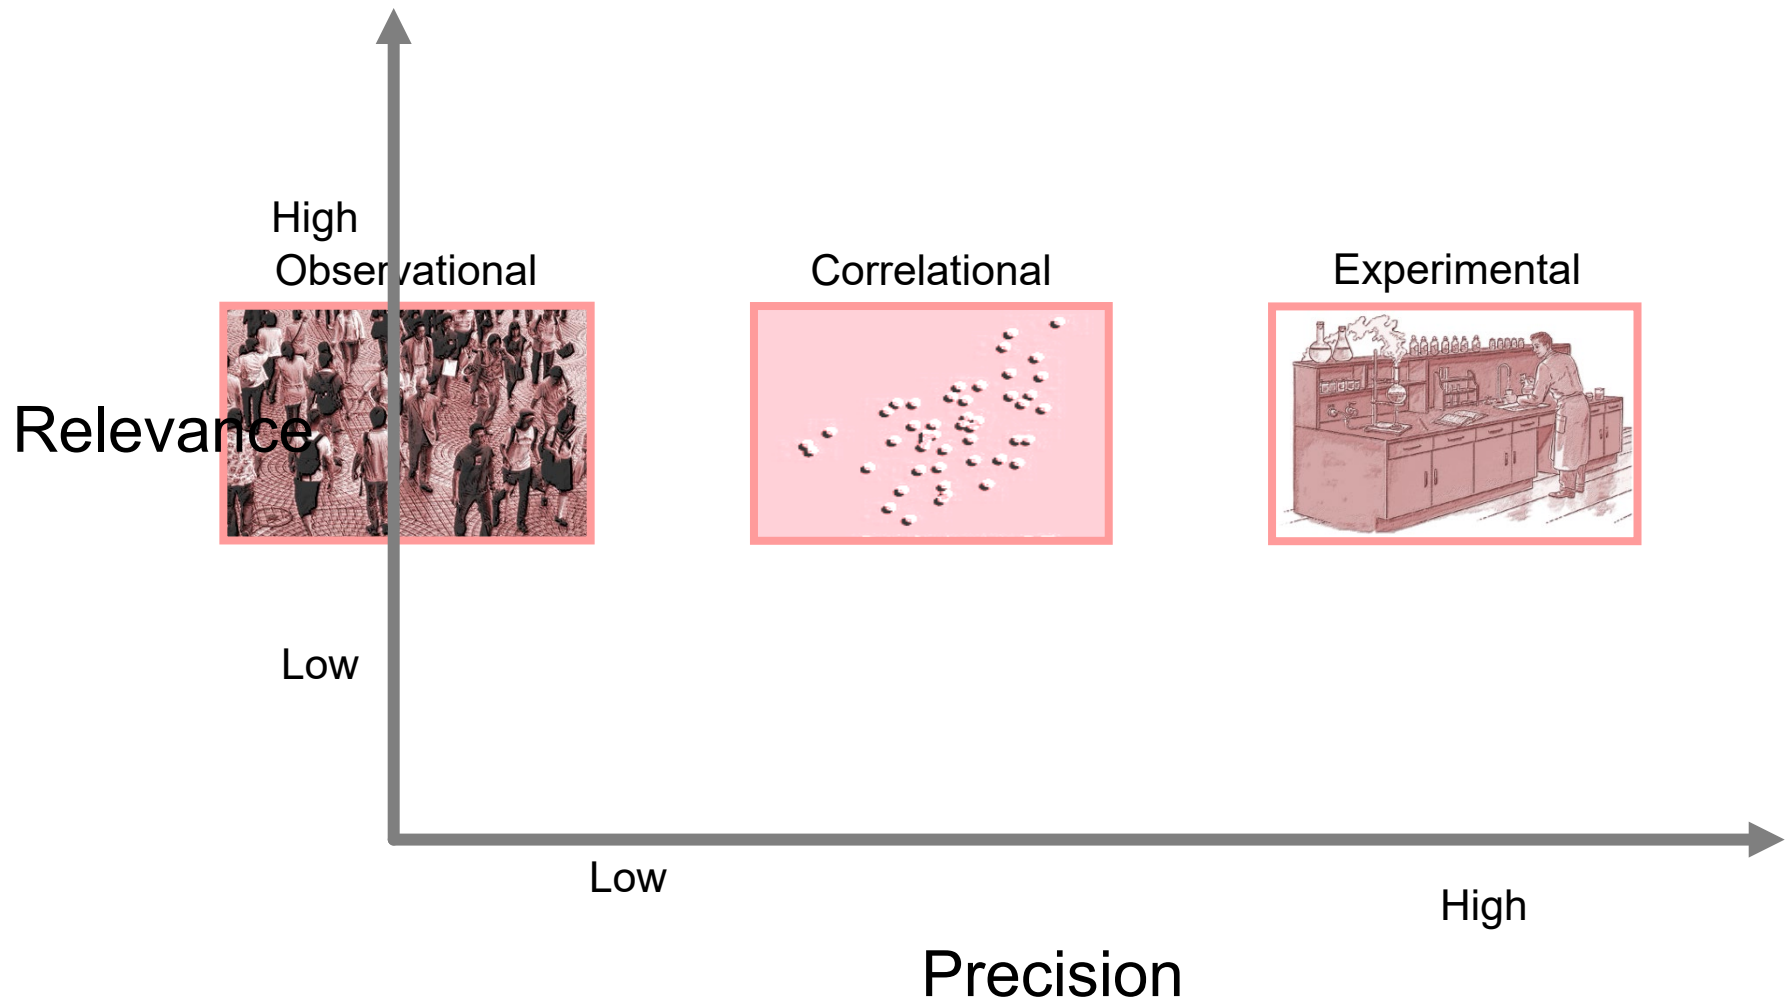 High
Observational
Correlational
Experimental
Relevance
Low
Low
High
Precision